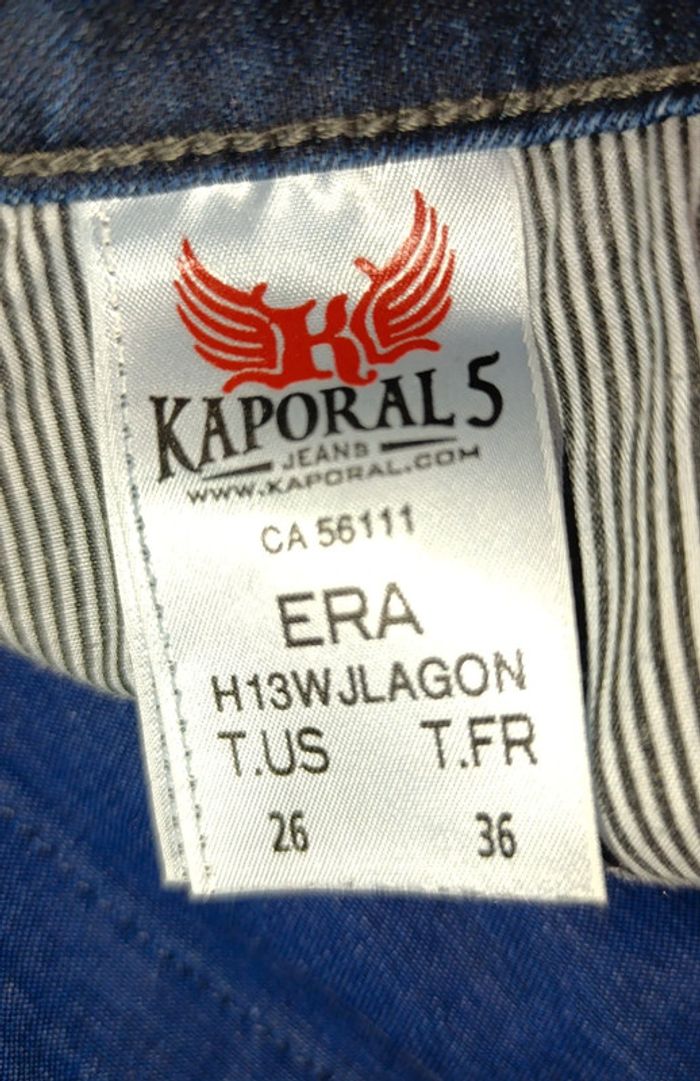 K
KAPORAL 5
JEANS
WWW.KAPORAL.COM
CA 56111
ERA
H13WJLAGON
T.US T.FR
26 36